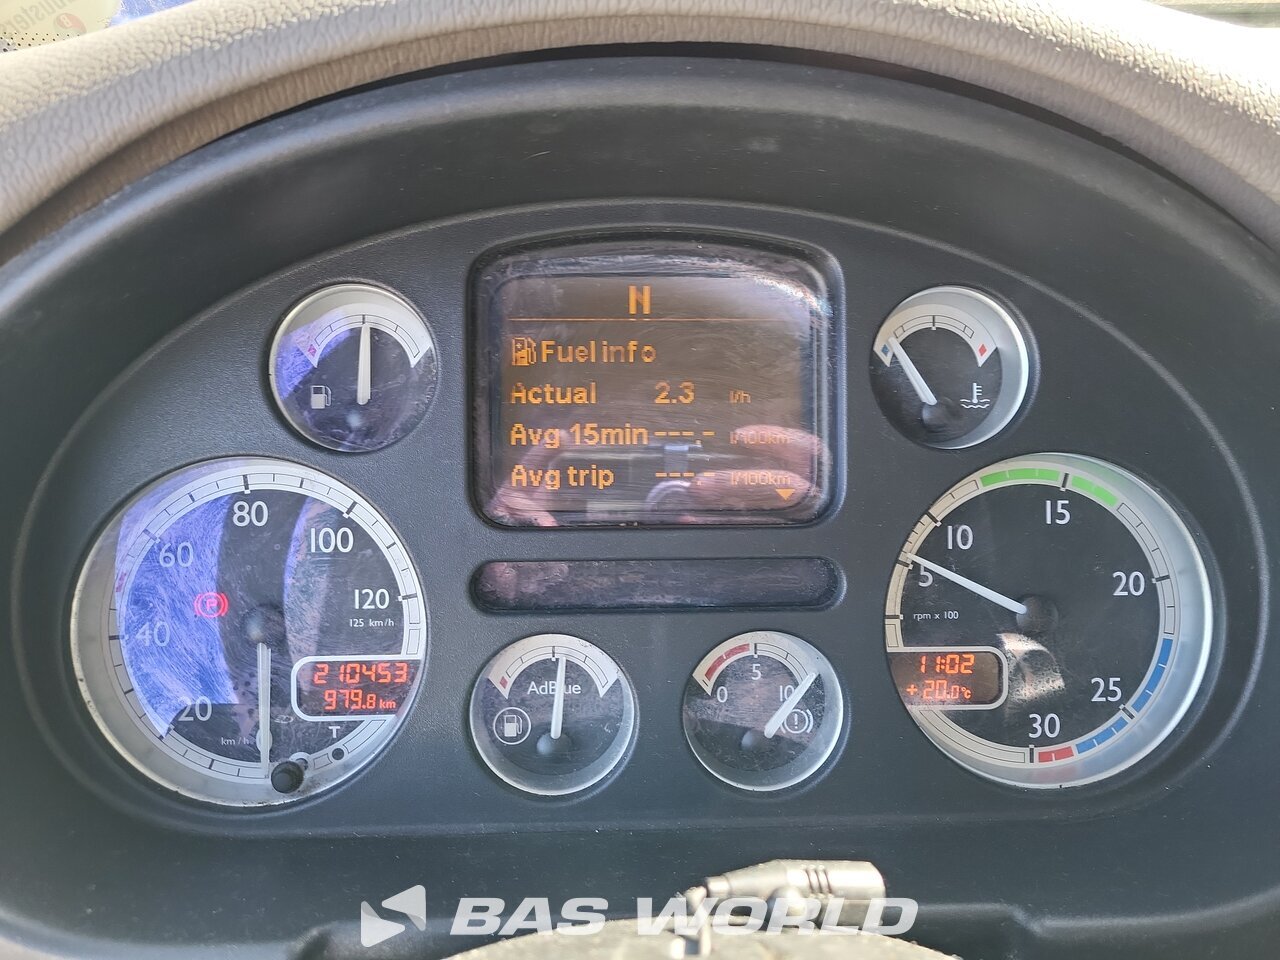 N
Fuel info
Actual 2.3 l/h
Avg 15min ---.- l/100km
Avg trip ---.- l/100km
20
40
60
80
100
120
125 km/h
km/h
P
210453
979.8 km
T
AdBlue
0
5
10
5
10
15
20
25
30
rpm x 100
11:02
+20.0°C
BAS WORLD